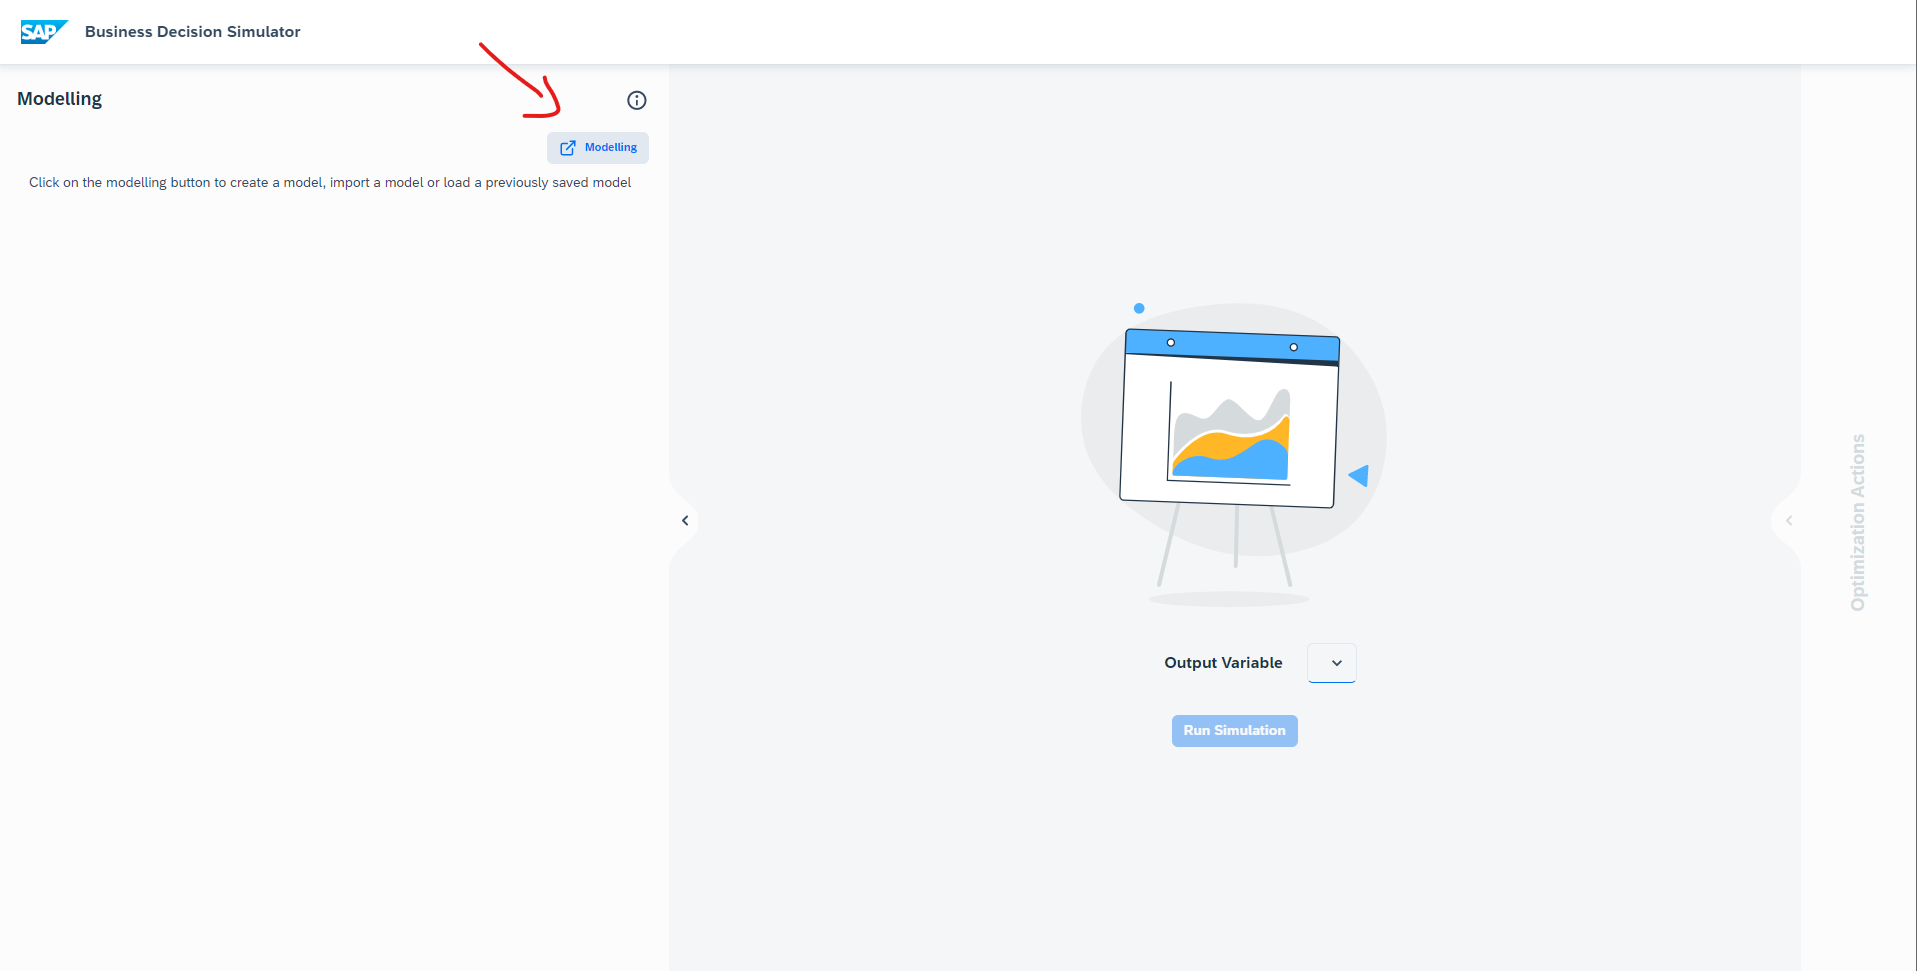 SAP Business Decision Simulator
Modelling
Modelling
Click on the modelling button to create a model, import a model or load a previously saved model
Output Variable
Run Simulation
Optimization Actions